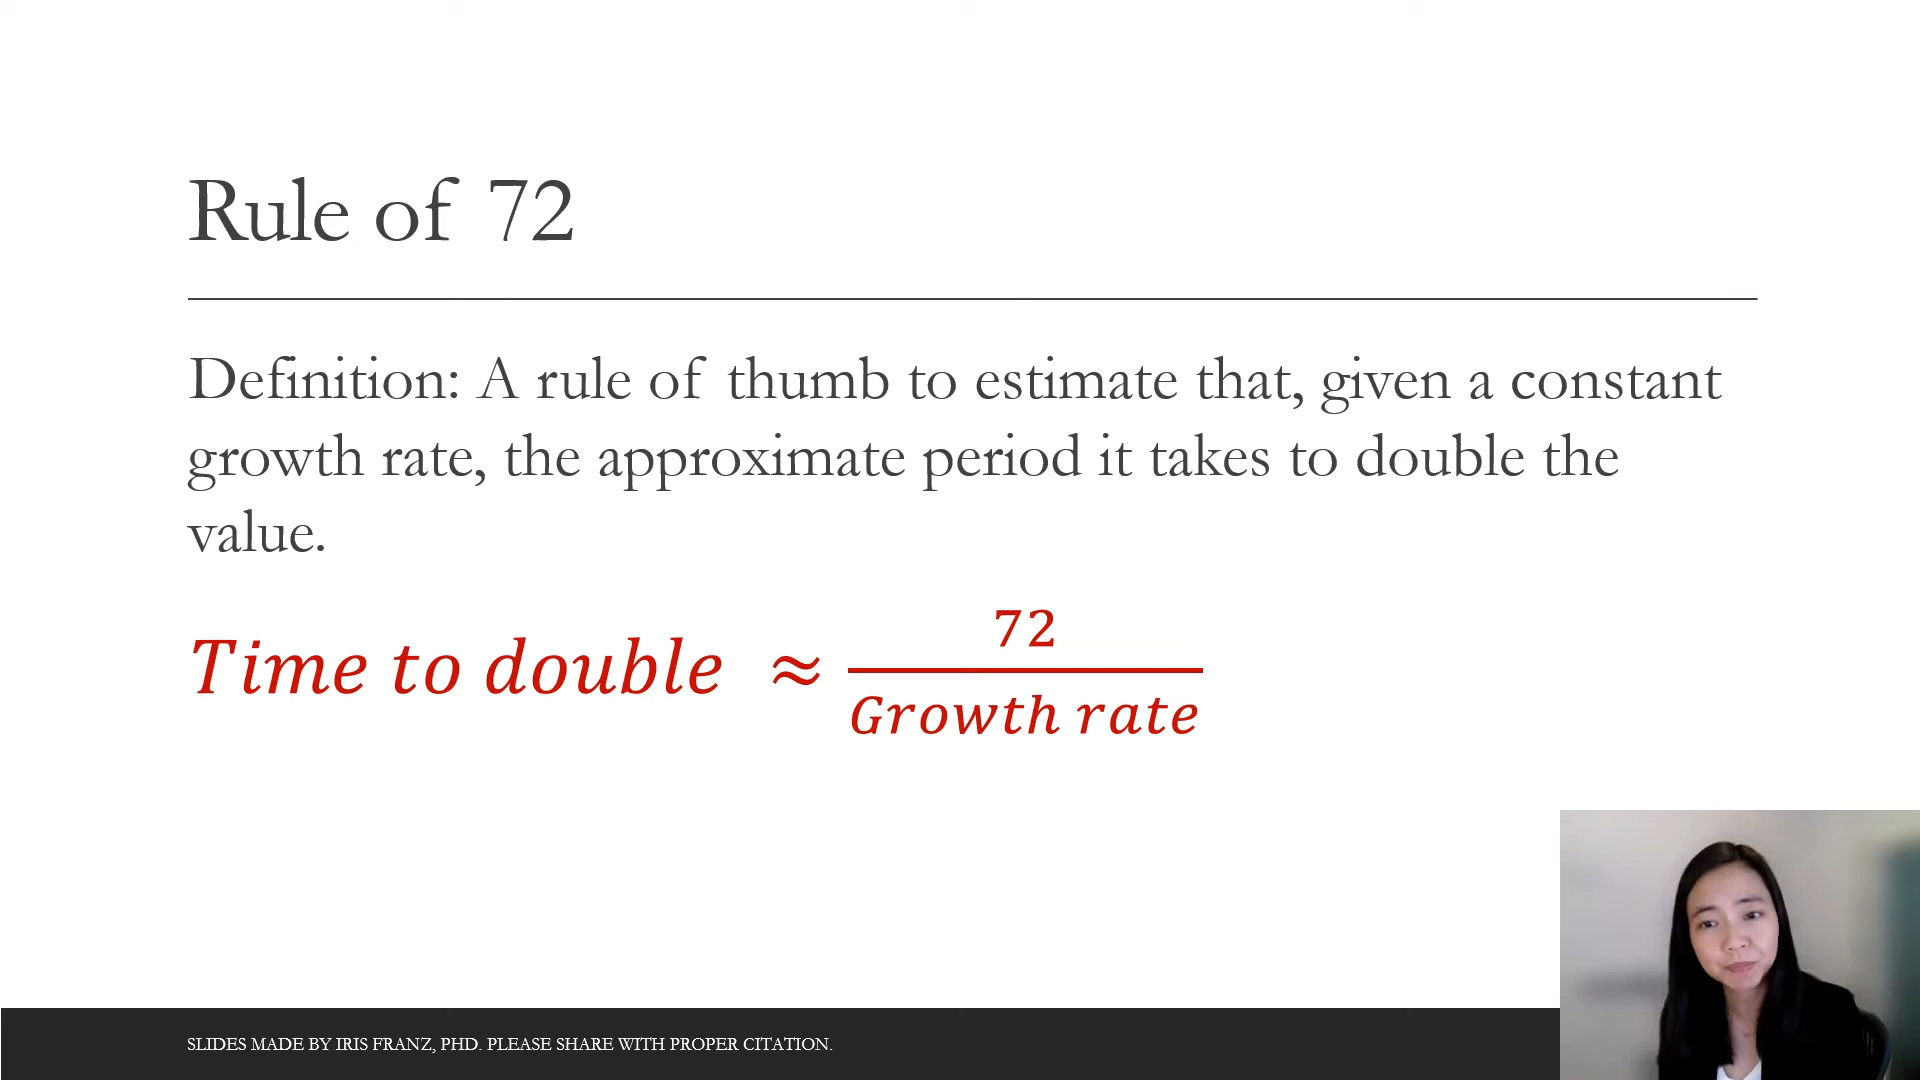 Rule of 72
Definition: A rule of thumb to estimate that, given a constant
growth rate, the approximate period it takes to double the
value.
Time to double ≈ 72 / Growth rate
SLIDES MADE BY IRIS FRANZ, PHD. PLEASE SHARE WITH PROPER CITATION.